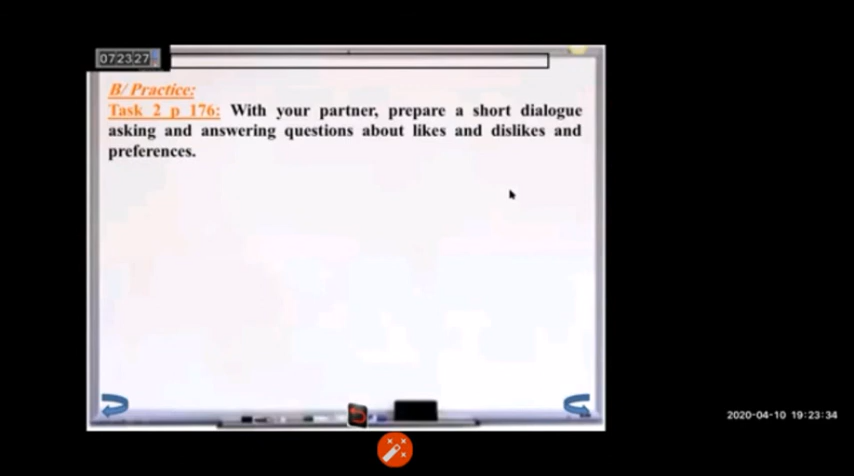 07 23 27
B/ Practice:
Task 2 p 176: With your partner, prepare a short dialogue
asking and answering questions about likes and dislikes and
preferences.
2020-04-10 19:23:34